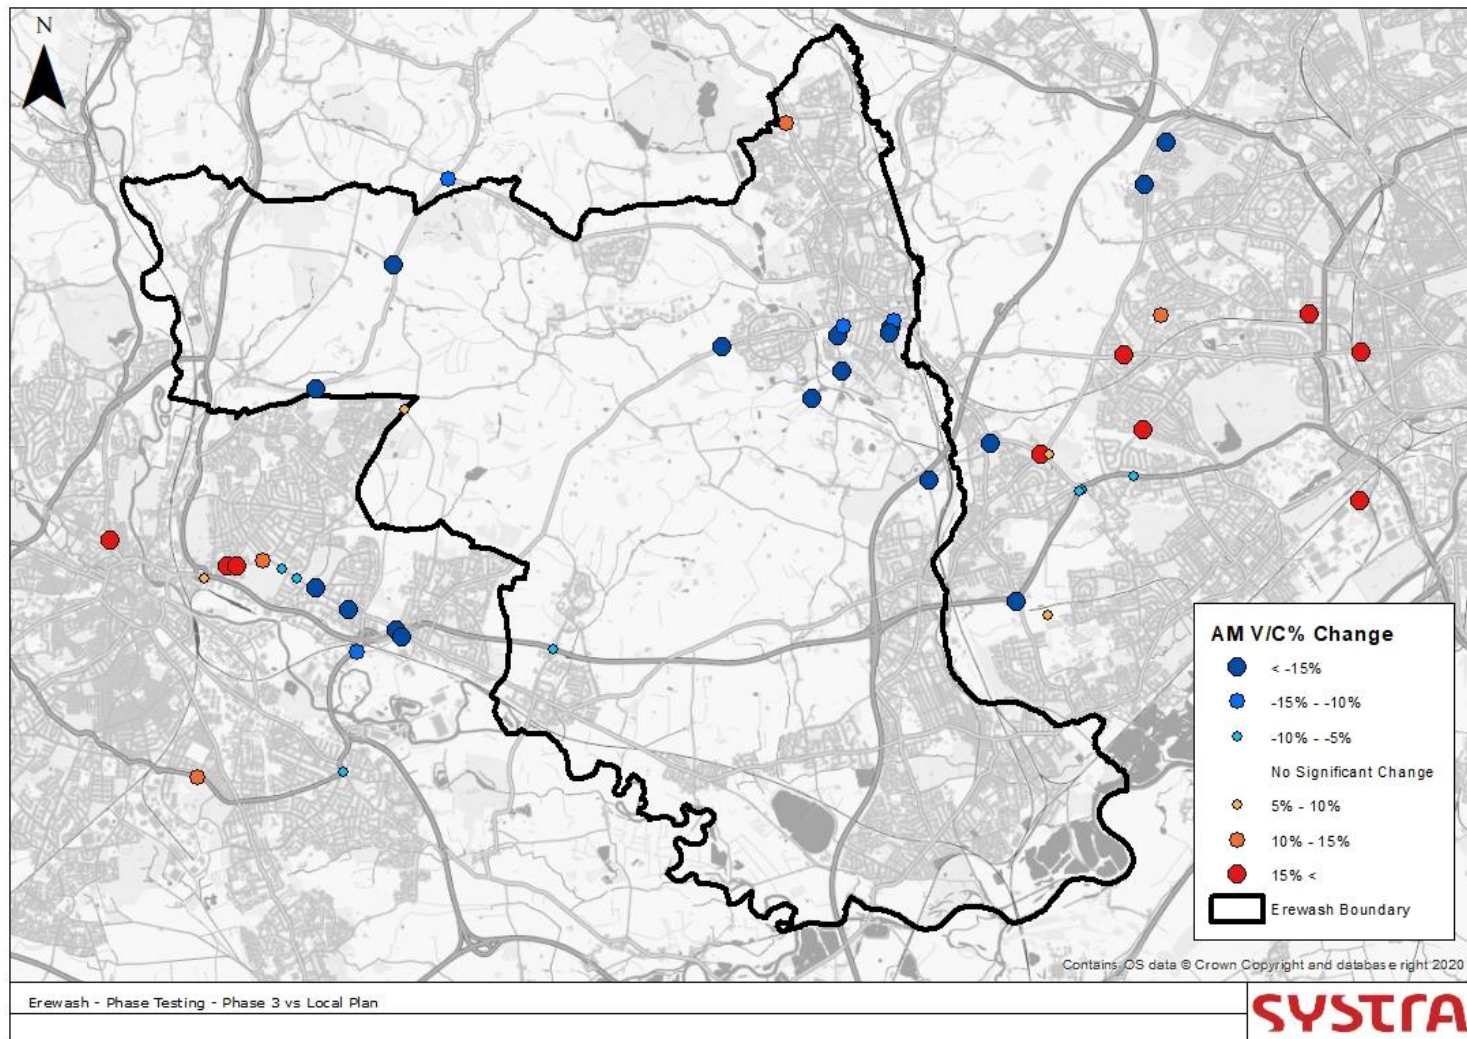 N
AM V/C% Change
< -15%
-15% - -10%
-10% - -5%
No Significant Change
5% - 10%
10% - 15%
15% <
Erewash Boundary
Contains OS data © Crown Copyright and database right 2020
Erewash - Phase Testing - Phase 3 vs Local Plan
SYSTRA